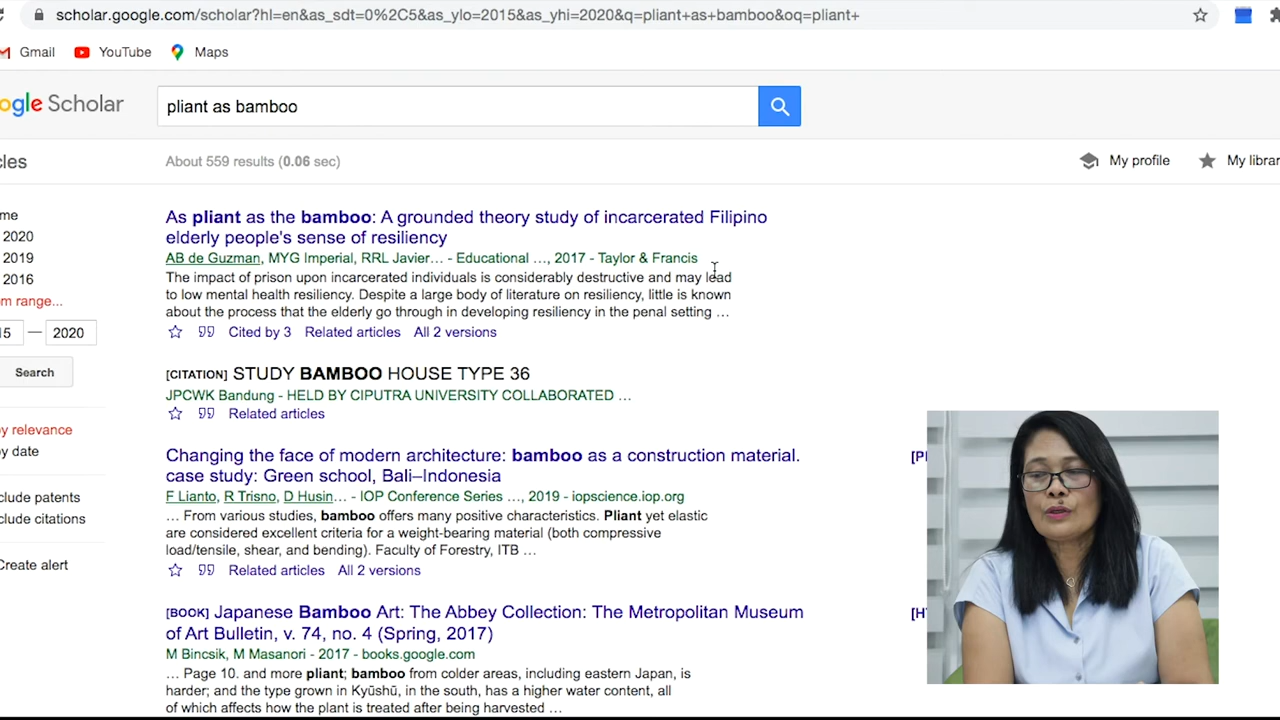 scholar.google.com/scholar?hl=en&as_sdt=0%2C5&as_ylo=2015&as_yhi=2020&q=pliant+as+bamboo&oq=pliant+
Gmail YouTube Maps
ogle Scholar pliant as bamboo
cles About 559 results (0.06 sec) My profile My librar
me
2020
2019
2016
m range...
15 — 2020
Search
y relevance
y date
clude patents
clude citations
Create alert
As pliant as the bamboo: A grounded theory study of incarcerated Filipino
elderly people's sense of resiliency
AB de Guzman, MYG Imperial, RRL Javier… - Educational …, 2017 - Taylor & Francis
The impact of prison upon incarcerated individuals is considerably destructive and may lead
to low mental health resiliency. Despite a large body of literature on resiliency, little is known
about the process that the elderly go through in developing resiliency in the penal setting …
Cited by 3 Related articles All 2 versions
[CITATION] STUDY BAMBOO HOUSE TYPE 36
JPCWK Bandung - HELD BY CIPUTRA UNIVERSITY COLLABORATED …
Related articles
Changing the face of modern architecture: bamboo as a construction material. [P
case study: Green school, Bali–Indonesia
F Lianto, R Trisno, D Husin… - IOP Conference Series …, 2019 - iopscience.iop.org
… From various studies, bamboo offers many positive characteristics. Pliant yet elastic
are considered excellent criteria for a weight-bearing material (both compressive
load/tensile, shear, and bending). Faculty of Forestry, ITB …
Related articles All 2 versions
[BOOK] Japanese Bamboo Art: The Abbey Collection: The Metropolitan Museum [H
of Art Bulletin, v. 74, no. 4 (Spring, 2017)
M Bincsik, M Masanori - 2017 - books.google.com
… Page 10. and more pliant; bamboo from colder areas, including eastern Japan, is
harder; and the type grown in Kyūshū, in the south, has a higher water content, all
of which affects how the plant is treated after being harvested …